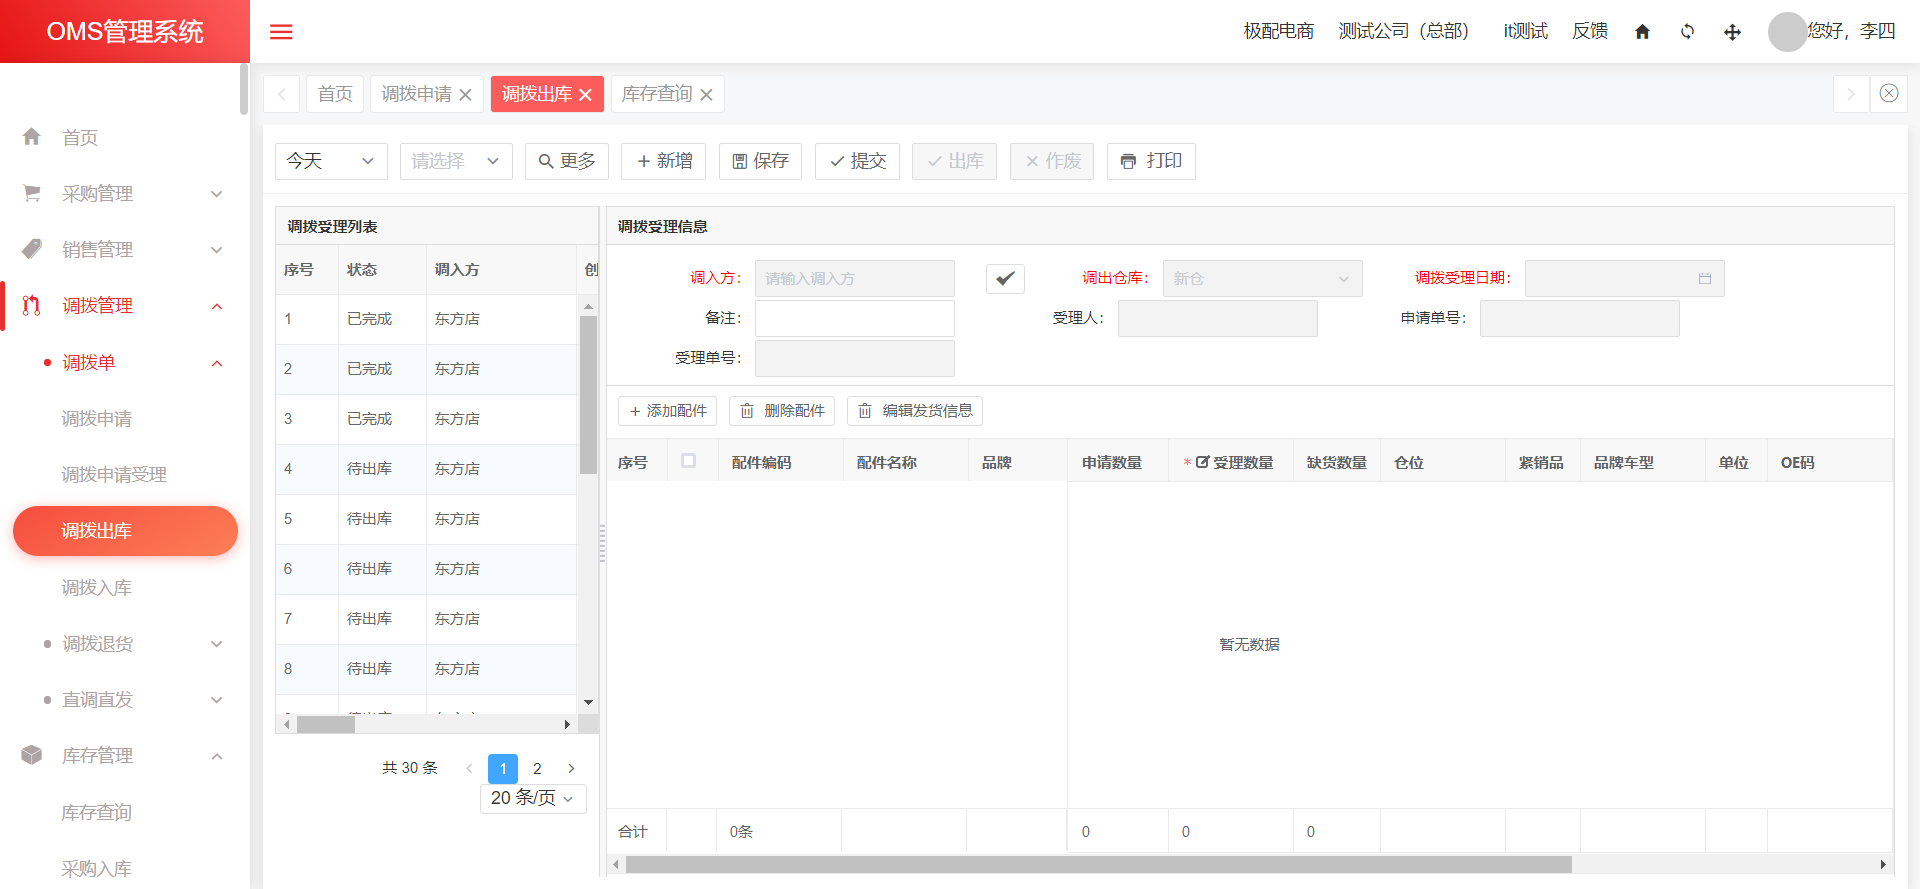 OMS管理系统
极配电商 测试公司（总部） it测试 反馈 您好，李四
首页 调拨申请 调拨出库 库存查询
今天 请选择 更多 新增 保存 提交 出库 作废 打印
首页
采购管理
销售管理
调拨管理
调拨单
调拨申请
调拨申请受理
调拨出库
调拨入库
调拨退货
直调直发
库存管理
库存查询
采购入库
调拨受理列表
序号 状态 调入方 创
1 已完成 东方店
2 已完成 东方店
3 已完成 东方店
4 待出库 东方店
5 待出库 东方店
6 待出库 东方店
7 待出库 东方店
8 待出库 东方店
共 30 条 1 2
20 条/页
调拨受理信息
调入方： 请输入调入方 调出仓库： 新仓 调拨受理日期：
备注： 受理人： 申请单号：
受理单号：
添加配件 删除配件 编辑发货信息
序号 配件编码 配件名称 品牌 申请数量 * 受理数量 缺货数量 仓位 紧销品 品牌车型 单位 OE码
暂无数据
合计 0条 0 0 0